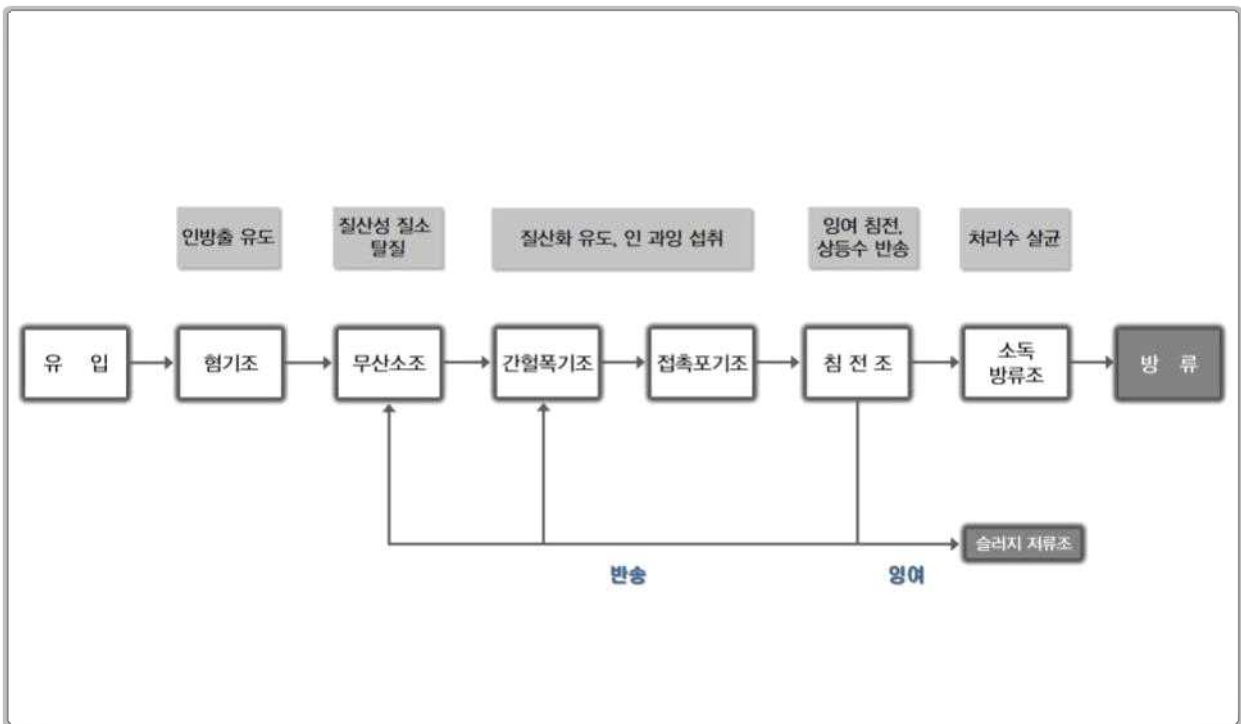 인방출 유도
질산성 질소
탈질
질산화 유도, 인 과잉 섭취
잉여 침전,
상등수 반송
처리수 살균
유 입
혐기조
무산소조
간헐폭기조
접촉포기조
침 전 조
소독
방류조
방 류
슬러지 저류조
반송
잉여